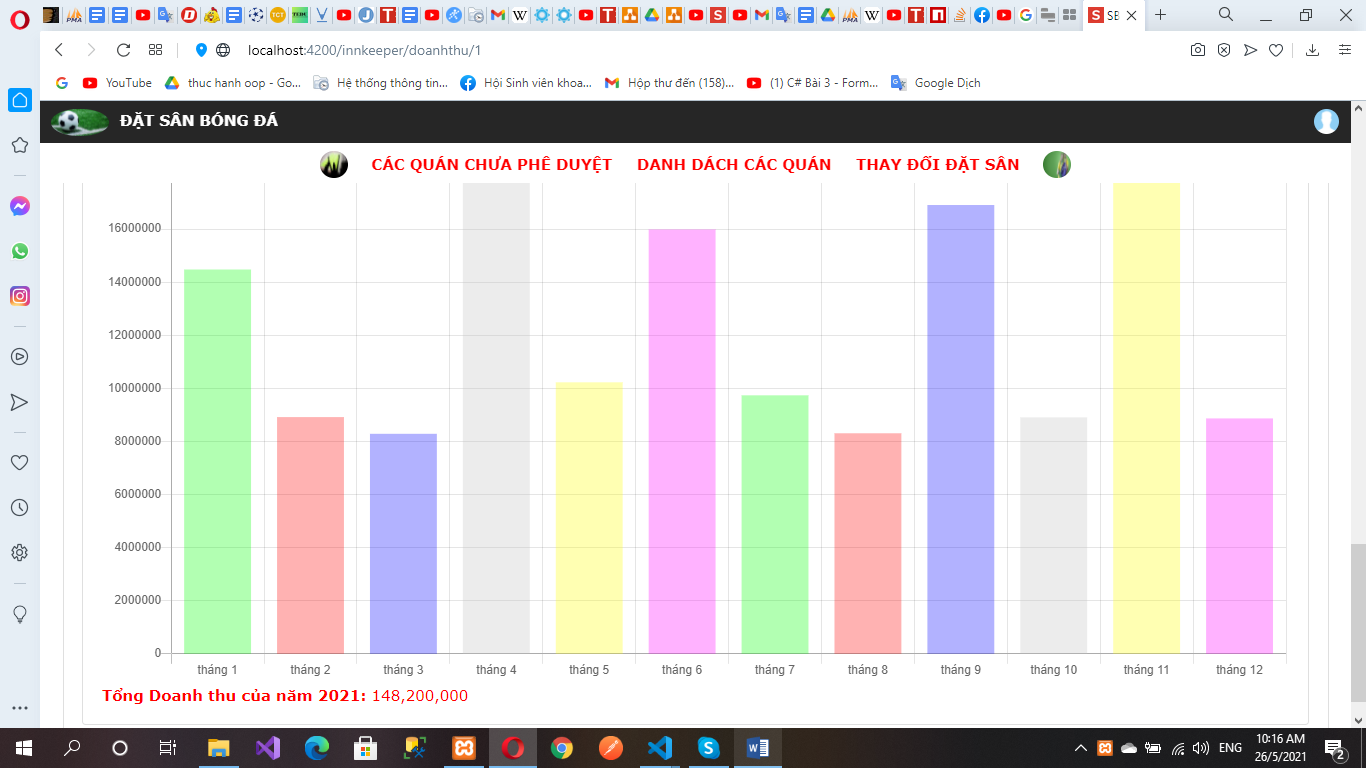 SE
localhost:4200/innkeeper/doanhthu/1
YouTube thuc hanh oop - Go... Hệ thống thông tin... Hội Sinh viên khoa... Hộp thư đến (158)... (1) C# Bài 3 - Form... Google Dịch
ĐẶT SÂN BÓNG ĐÁ
CÁC QUÁN CHƯA PHÊ DUYỆT DANH DÁCH CÁC QUÁN THAY ĐỔI ĐẶT SÂN
16000000
14000000
12000000
10000000
8000000
6000000
4000000
2000000
0
tháng 1 tháng 2 tháng 3 tháng 4 tháng 5 tháng 6 tháng 7 tháng 8 tháng 9 tháng 10 tháng 11 tháng 12
Tổng Doanh thu của năm 2021: 148,200,000
ENG
10:16 AM
26/5/2021
2